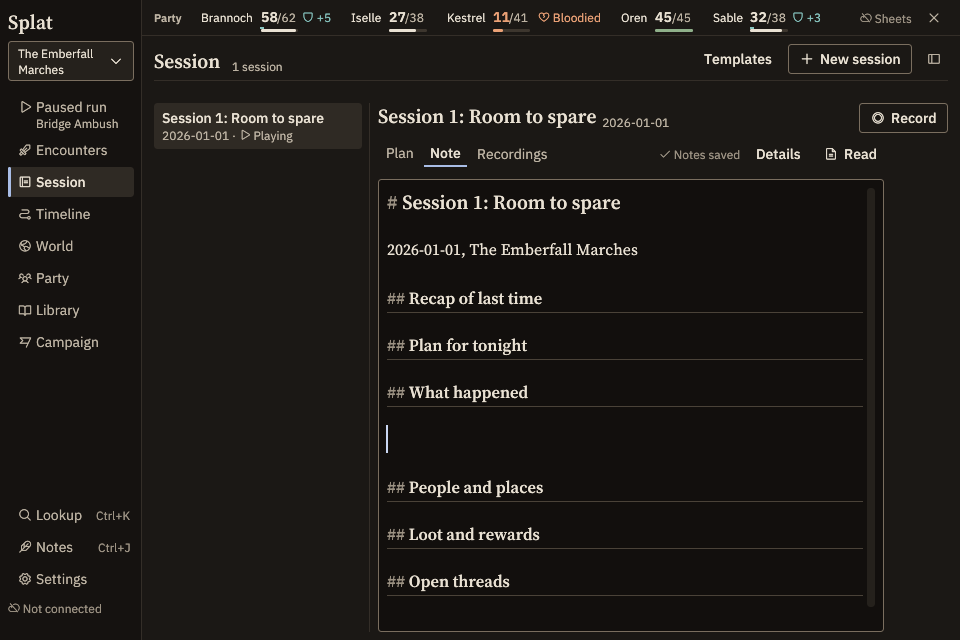 Splat
The Emberfall Marches
Paused run
Bridge Ambush
Encounters
Session
Timeline
World
Party
Library
Campaign
Lookup Ctrl+K
Notes Ctrl+J
Settings
Not connected
Party Brannoch 58/62 +5 Iselle 27/38 Kestrel 11/41 Bloodied Oren 45/45 Sable 32/38 +3 Sheets
Session 1 session Templates New session
Session 1: Room to spare
2026-01-01 · Playing
Session 1: Room to spare 2026-01-01 Record
Plan Note Recordings Notes saved Details Read
# Session 1: Room to spare
2026-01-01, The Emberfall Marches
## Recap of last time
## Plan for tonight
## What happened
## People and places
## Loot and rewards
## Open threads